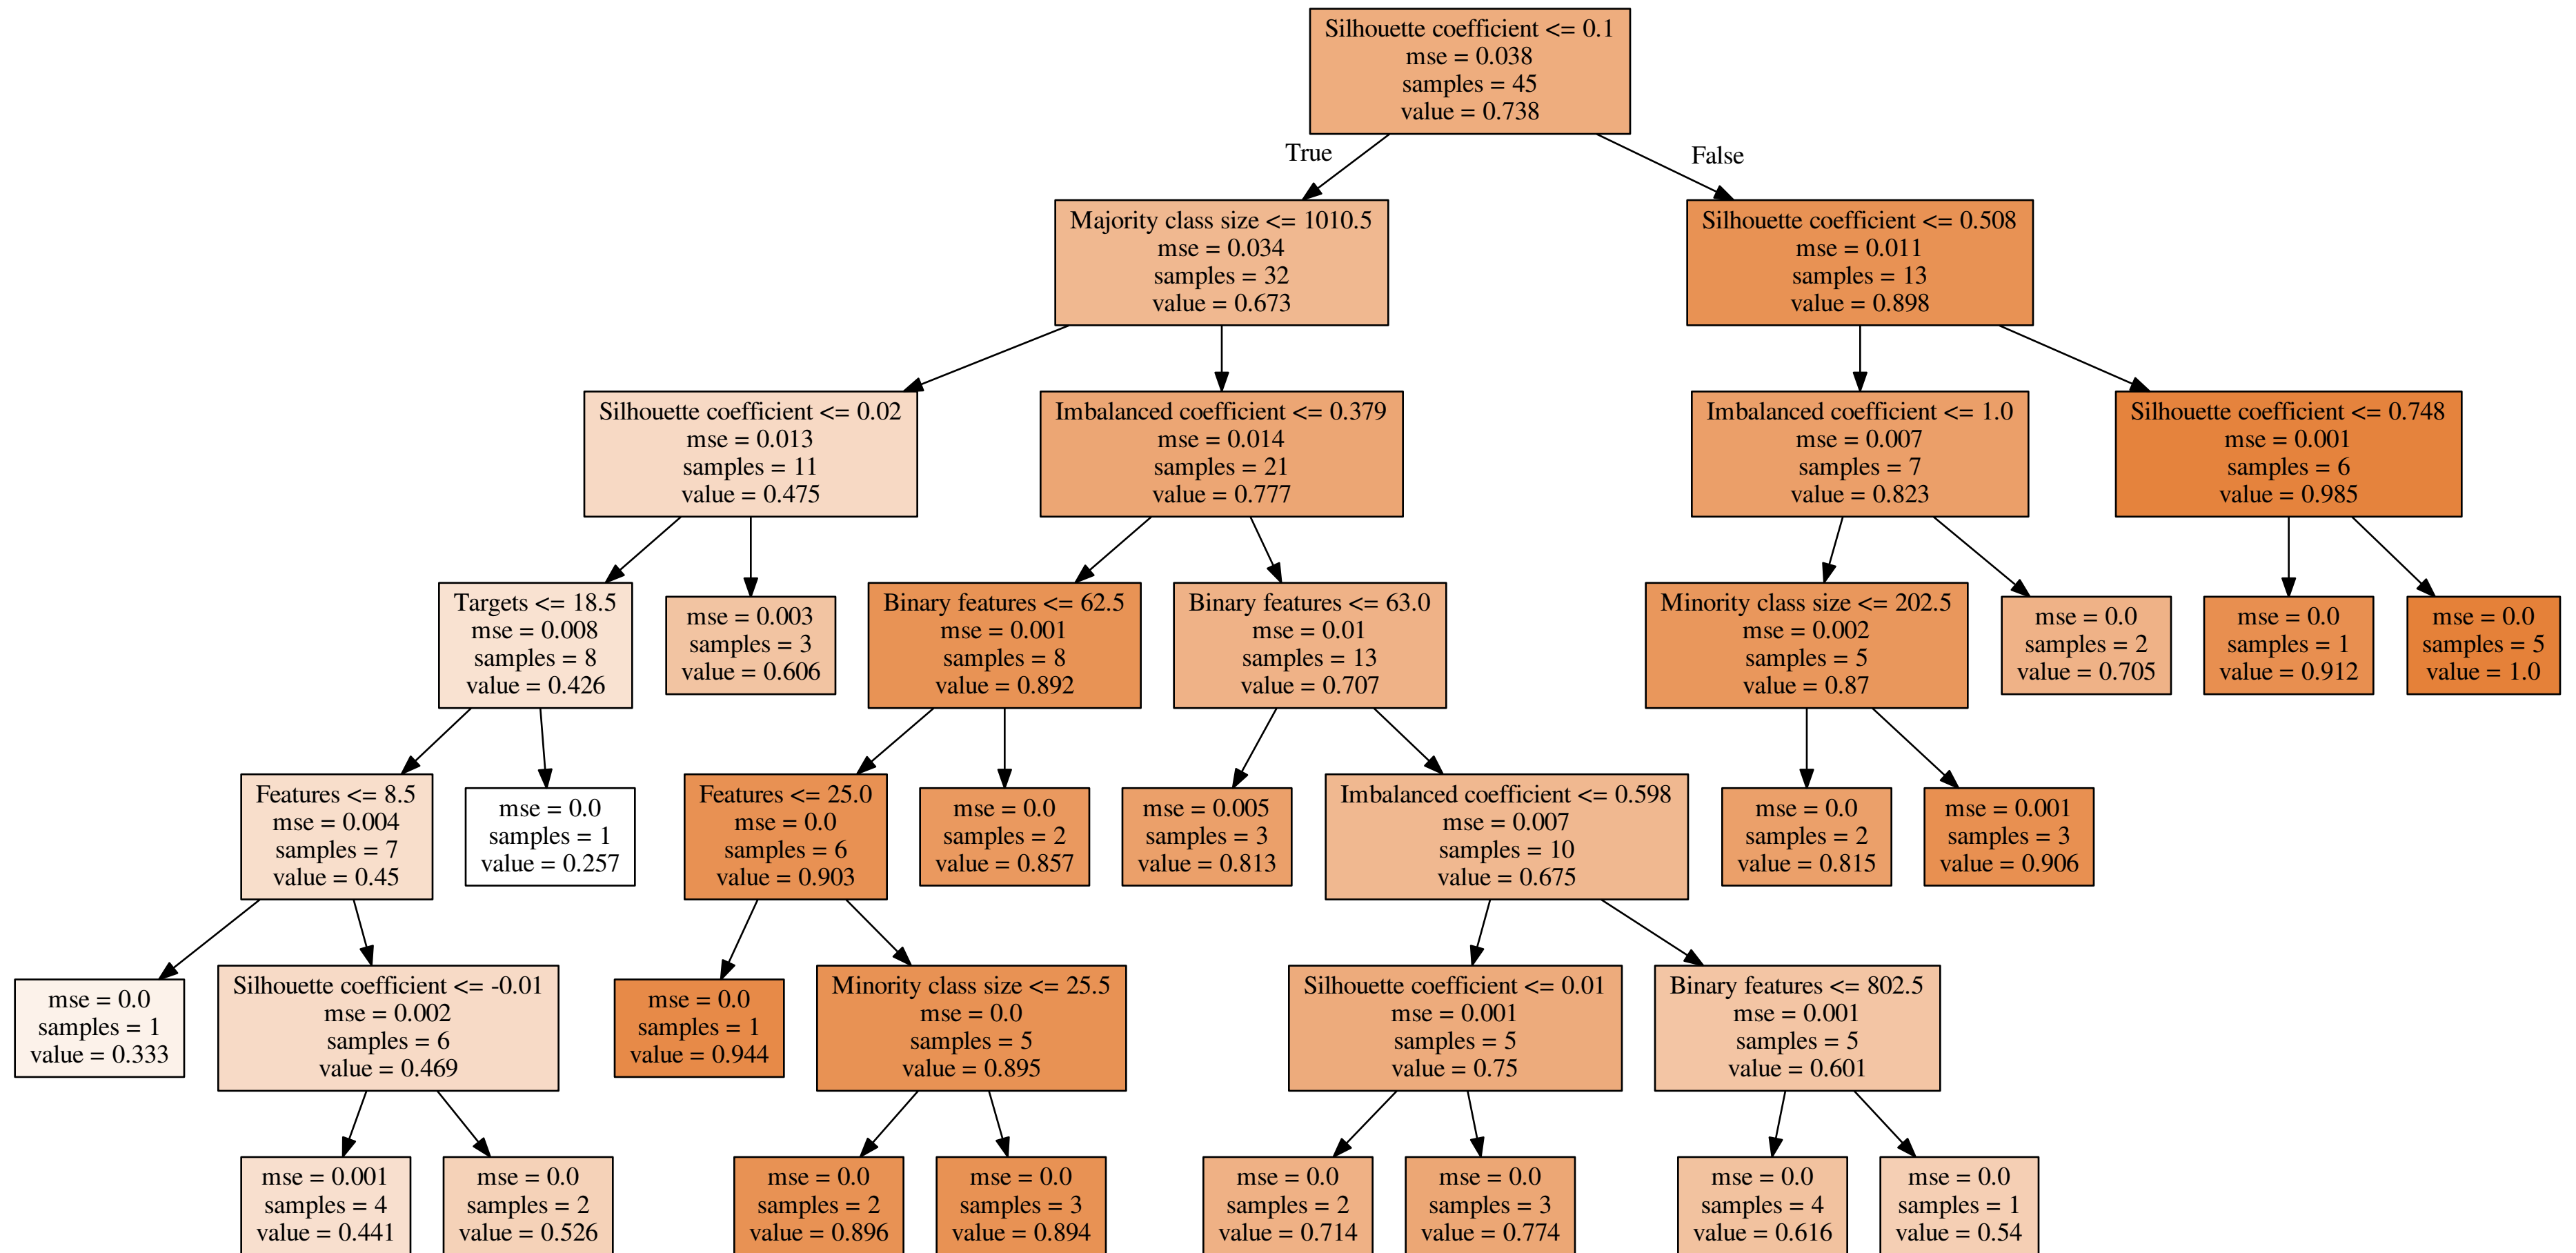 Silhouette coefficient <= 0.1
mse = 0.038
samples = 45
value = 0.738
True
False
Majority class size <= 1010.5
mse = 0.034
samples = 32
value = 0.673
Silhouette coefficient <= 0.508
mse = 0.011
samples = 13
value = 0.898
Silhouette coefficient <= 0.02
mse = 0.013
samples = 11
value = 0.475
Imbalanced coefficient <= 0.379
mse = 0.014
samples = 21
value = 0.777
Imbalanced coefficient <= 1.0
mse = 0.007
samples = 7
value = 0.823
Silhouette coefficient <= 0.748
mse = 0.001
samples = 6
value = 0.985
Targets <= 18.5
mse = 0.008
samples = 8
value = 0.426
mse = 0.003
samples = 3
value = 0.606
Binary features <= 62.5
mse = 0.001
samples = 8
value = 0.892
Binary features <= 63.0
mse = 0.01
samples = 13
value = 0.707
Minority class size <= 202.5
mse = 0.002
samples = 5
value = 0.87
mse = 0.0
samples = 2
value = 0.705
mse = 0.0
samples = 1
value = 0.912
mse = 0.0
samples = 5
value = 1.0
Features <= 8.5
mse = 0.004
samples = 7
value = 0.45
mse = 0.0
samples = 1
value = 0.257
Features <= 25.0
mse = 0.0
samples = 6
value = 0.903
mse = 0.0
samples = 2
value = 0.857
mse = 0.005
samples = 3
value = 0.813
Imbalanced coefficient <= 0.598
mse = 0.007
samples = 10
value = 0.675
mse = 0.0
samples = 2
value = 0.815
mse = 0.001
samples = 3
value = 0.906
mse = 0.0
samples = 1
value = 0.333
Silhouette coefficient <= -0.01
mse = 0.002
samples = 6
value = 0.469
mse = 0.0
samples = 1
value = 0.944
Minority class size <= 25.5
mse = 0.0
samples = 5
value = 0.895
Silhouette coefficient <= 0.01
mse = 0.001
samples = 5
value = 0.75
Binary features <= 802.5
mse = 0.001
samples = 5
value = 0.601
mse = 0.001
samples = 4
value = 0.441
mse = 0.0
samples = 2
value = 0.526
mse = 0.0
samples = 2
value = 0.896
mse = 0.0
samples = 3
value = 0.894
mse = 0.0
samples = 2
value = 0.714
mse = 0.0
samples = 3
value = 0.774
mse = 0.0
samples = 4
value = 0.616
mse = 0.0
samples = 1
value = 0.54